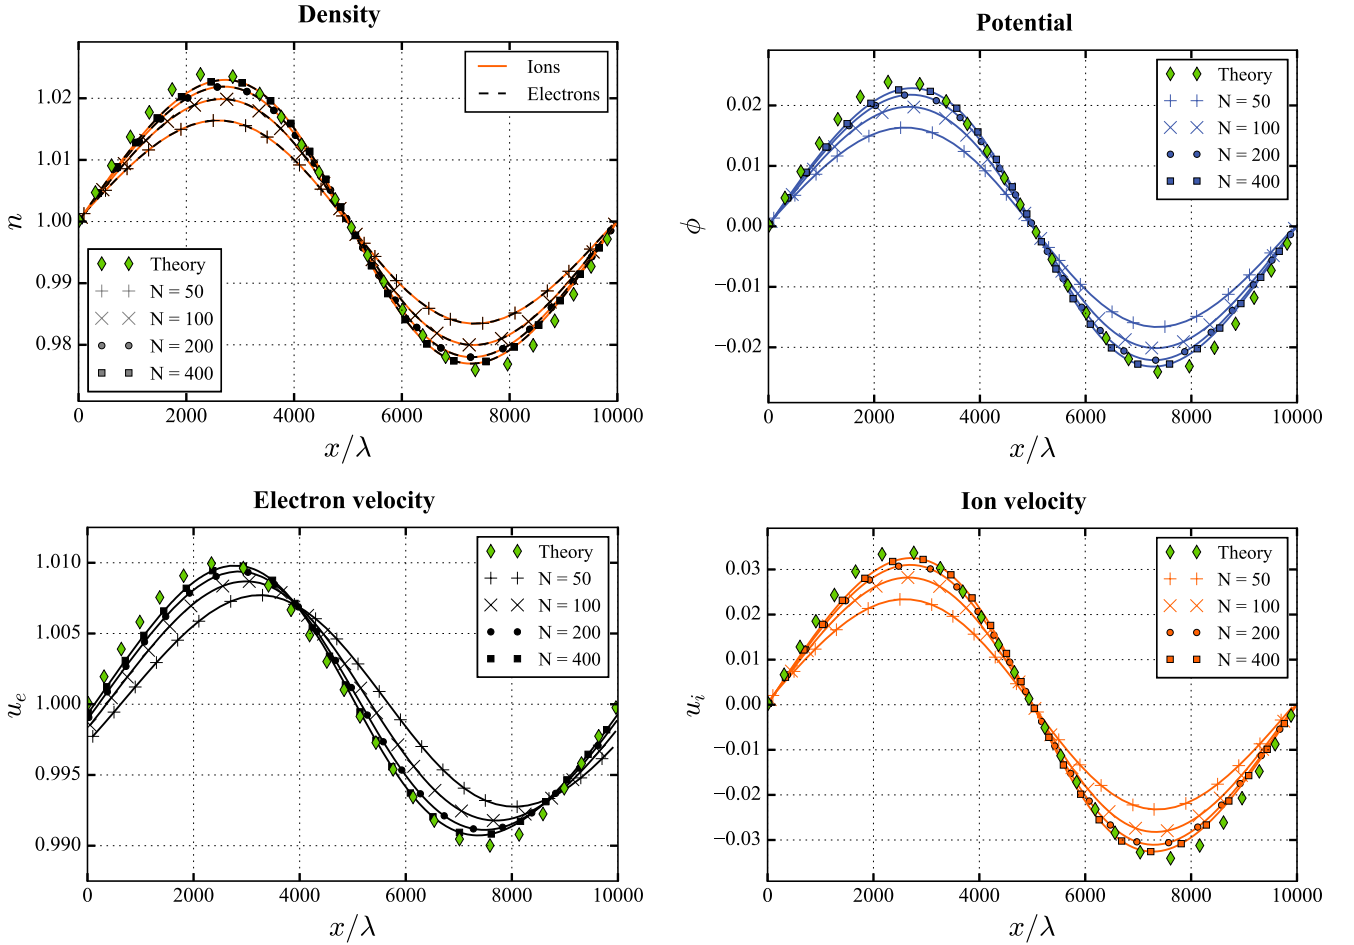 Density
1.02
1.01
1.00
0.99
0.98
n
Ions
Electrons
Theory
N = 50
N = 100
N = 200
N = 400
0 2000 4000 6000 8000 10000
x/λ
Potential
0.02
0.01
0.00
−0.01
−0.02
ϕ
Theory
N = 50
N = 100
N = 200
N = 400
0 2000 4000 6000 8000 10000
x/λ
Electron velocity
1.010
1.005
1.000
0.995
0.990
u_e
Theory
N = 50
N = 100
N = 200
N = 400
0 2000 4000 6000 8000 10000
x/λ
Ion velocity
0.03
0.02
0.01
0.00
−0.01
−0.02
−0.03
u_i
Theory
N = 50
N = 100
N = 200
N = 400
0 2000 4000 6000 8000 10000
x/λ